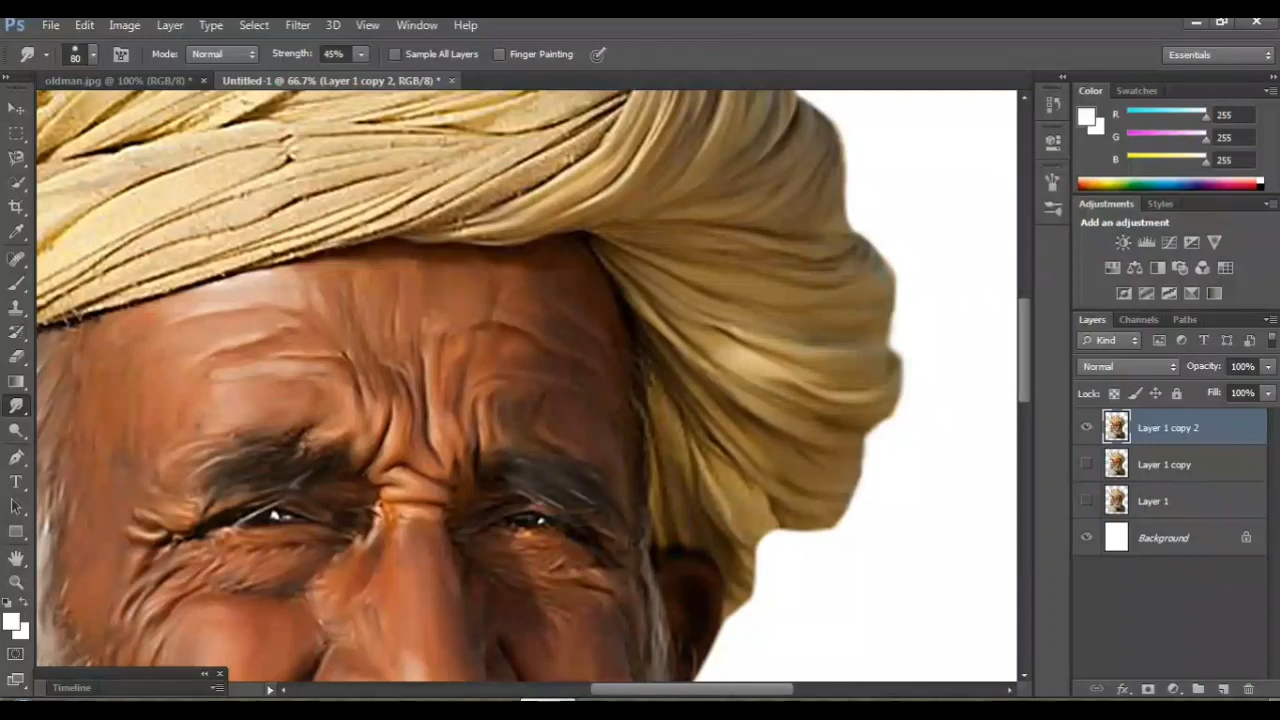 Ps File Edit Image Layer Type Select Filter 3D View Window Help
80 Mode: Normal Strength: 45% Sample All Layers Finger Painting Essentials
oldman.jpg @ 100% (RGB/8) * × Untitled-1 @ 66.7% (Layer 1 copy 2, RGB/8) * ×
Color Swatches
R 255
G 255
B 255
Adjustments Styles
Add an adjustment
Layers Channels Paths
Kind
Normal Opacity: 100%
Lock: Fill: 100%
Layer 1 copy 2
Layer 1 copy
Layer 1
Background
Timeline